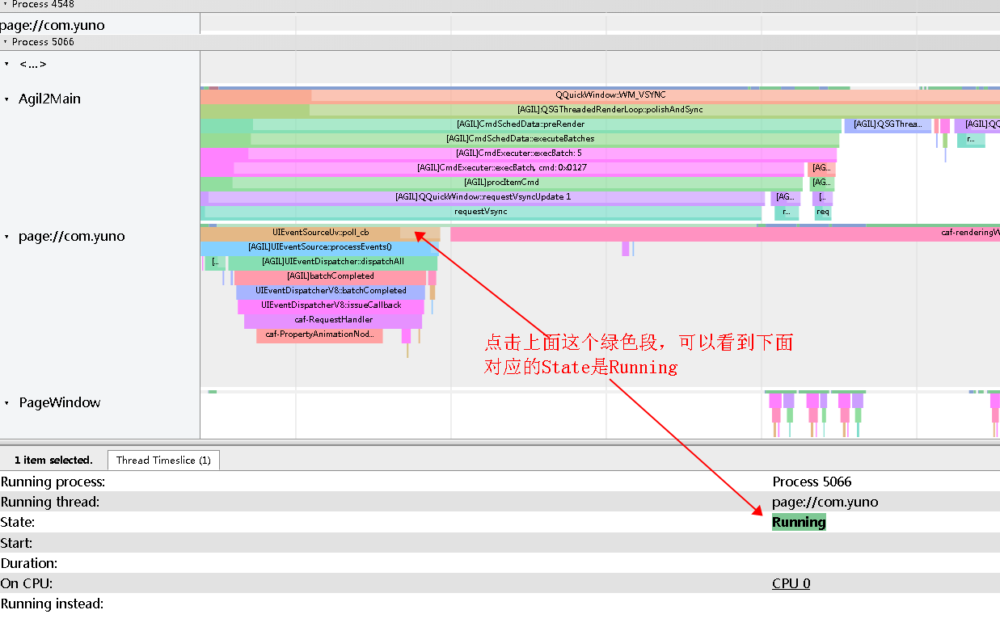 Process 4548
page://com.yuno
Process 5066
<...>
Agil2Main
QQuickWindow::WM_VSYNC
[AGIL]:QSGThreadedRenderLoop::polishAndSync
[AGIL]CmdSchedData::preRender
[AGIL]:QSGThrea...
[AGIL]:QQ
[AGIL]CmdSchedData::executeBatches
r...
[AGIL]CmdExecuter::execBatch: 5
[AGIL]CmdExecuter::execBatch, cmd: 0x0127
[AG...
[AGIL]procItemCmd
[AG...
[AGIL]:QQuickWindow::requestVsyncUpdate 1
[AG...
[...
requestVsync
r...
req
page://com.yuno
UIEventSourceUv::poll_cb
caf-renderingW
[AGIL]UIEventSource::processEvents()
[...
[AGIL]UIEventDispatcher::dispatchAll
[AGIL]batchCompleted
UIEventDispatcherV8::batchCompleted
UIEventDispatcherV8::issueCallback
caf-RequestHandler
caf-PropertyAnimationNod...
点击上面这个绿色段，可以看到下面
对应的State是Running
PageWindow
1 item selected.
Thread Timeslice (1)
Running process:
Process 5066
Running thread:
page://com.yuno
State:
Running
Start:
Duration:
On CPU:
CPU 0
Running instead: